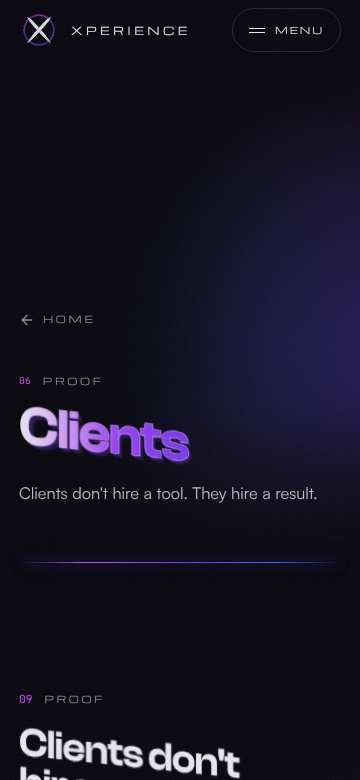 XPERIENCE
MENU
← HOME
06 PROOF
Clients
Clients don't hire a tool. They hire a result.
09 PROOF
Clients don't